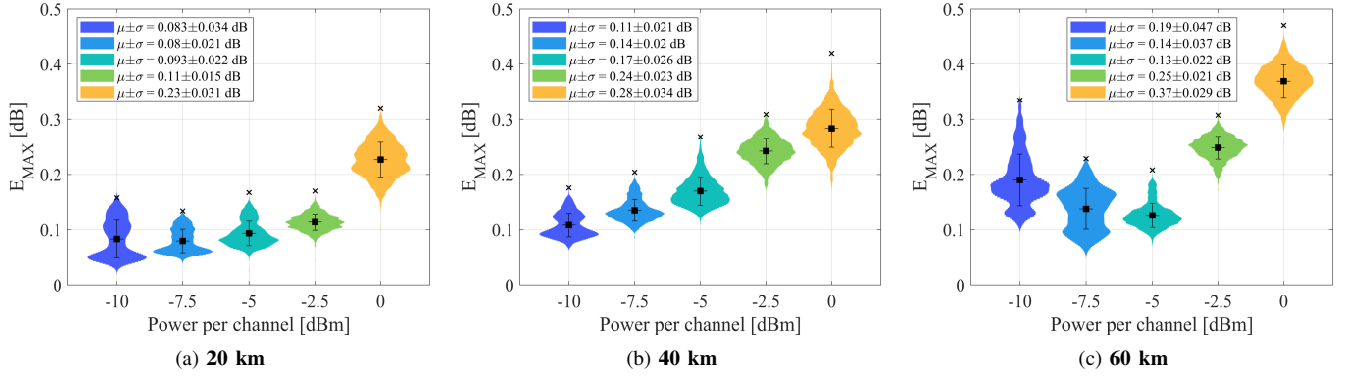 0.5
0.4
0.3
0.2
0.1
0
E_MAX [dB]
μ±σ = 0.083±0.034 dB
μ±σ = 0.08±0.021 dB
μ±σ = 0.093±0.022 dB
μ±σ = 0.11±0.015 dB
μ±σ = 0.23±0.031 dB
-10 -7.5 -5 -2.5 0
Power per channel [dBm]
(a) 20 km
0.5
0.4
0.3
0.2
0.1
0
E_MAX [dB]
μ±σ = 0.11±0.021 dB
μ±σ = 0.14±0.02 dB
μ±σ = 0.17±0.026 dB
μ±σ = 0.24±0.023 dB
μ±σ = 0.28±0.034 dB
-10 -7.5 -5 -2.5 0
Power per channel [dBm]
(b) 40 km
0.5
0.4
0.3
0.2
0.1
0
E_MAX [dB]
μ±σ = 0.19±0.047 dB
μ±σ = 0.14±0.037 dB
μ±σ = 0.13±0.022 dB
μ±σ = 0.25±0.021 dB
μ±σ = 0.37±0.029 dB
-10 -7.5 -5 -2.5 0
Power per channel [dBm]
(c) 60 km